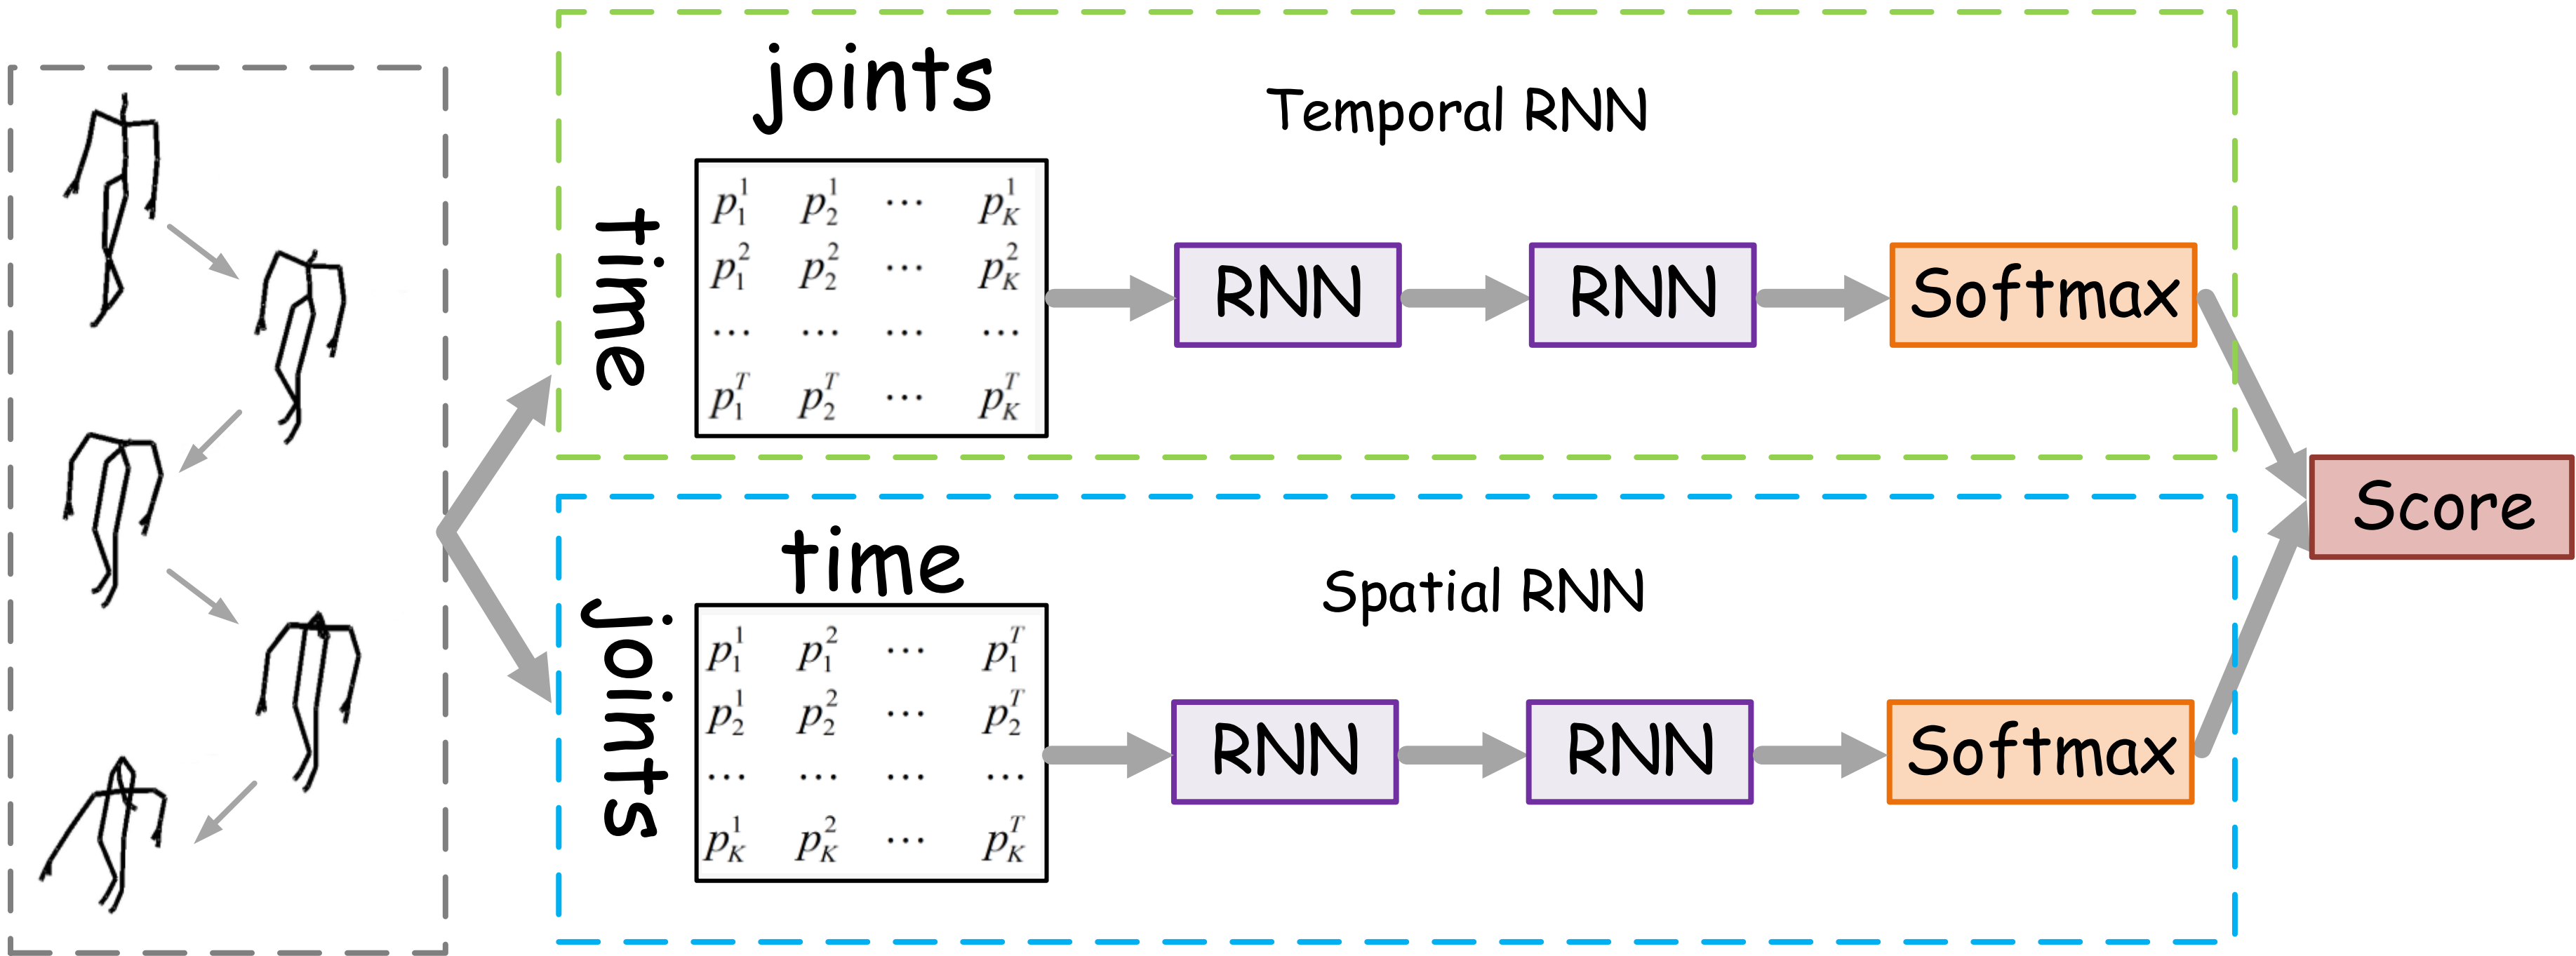 joints
Temporal RNN
time
p_1^1 p_2^1 ⋯ p_K^1
p_1^2 p_2^2 ⋯ p_K^2
⋯ ⋯ ⋯ ⋯
p_1^T p_2^T ⋯ p_K^T
RNN
RNN
Softmax
Score
time
Spatial RNN
joints
p_1^1 p_1^2 ⋯ p_1^T
p_2^1 p_2^2 ⋯ p_2^T
⋯ ⋯ ⋯ ⋯
p_K^1 p_K^2 ⋯ p_K^T
RNN
RNN
Softmax